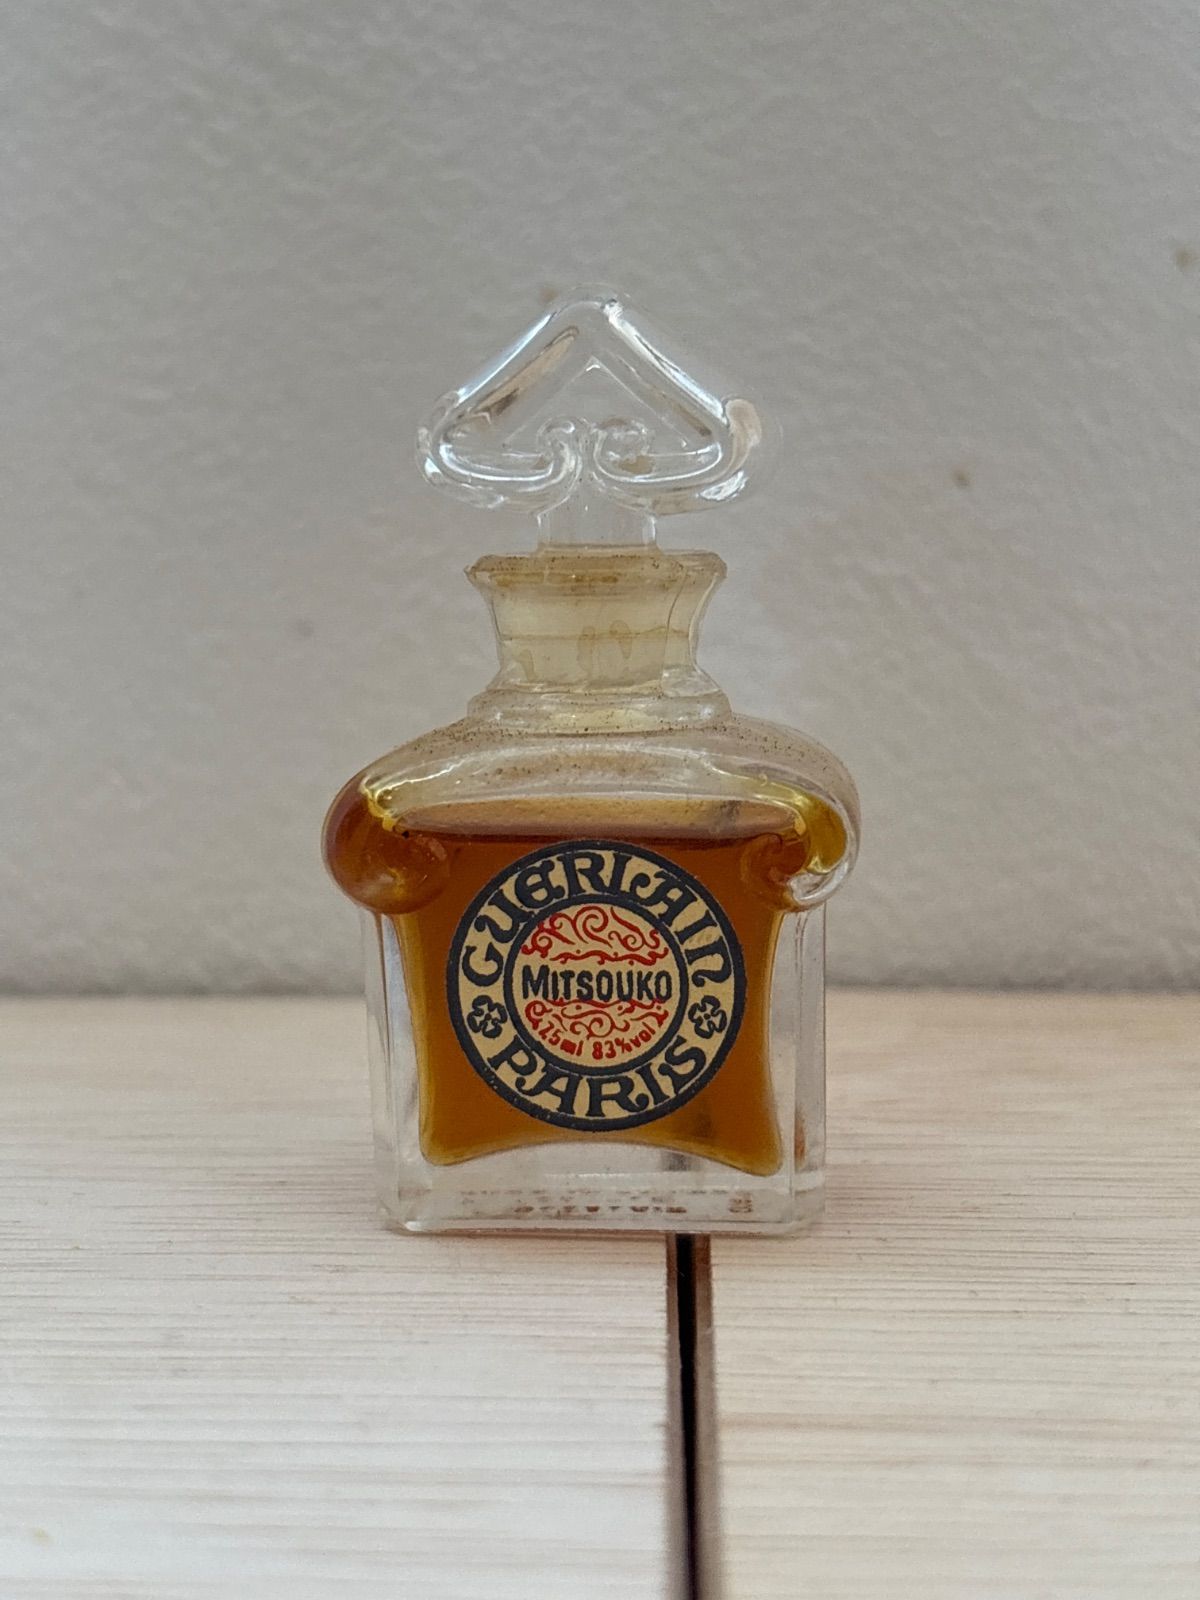 GUERLAIN
MITSOUKO
7,5ml 83%vol
PARIS